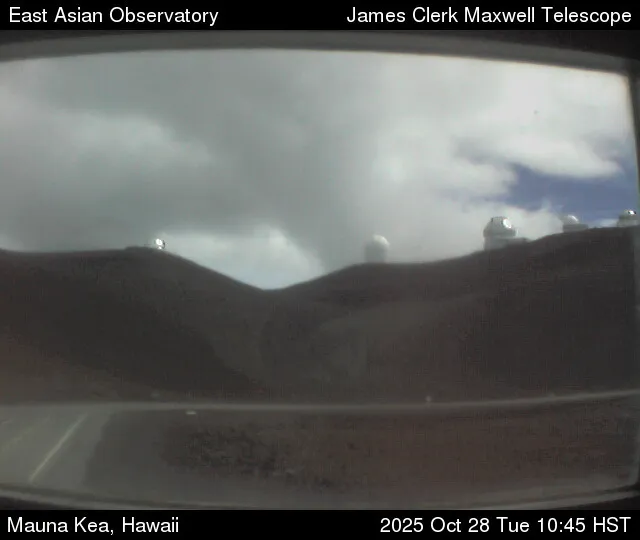 East Asian Observatory
James Clerk Maxwell Telescope
Mauna Kea, Hawaii
2025 Oct 28 Tue 10:45 HST